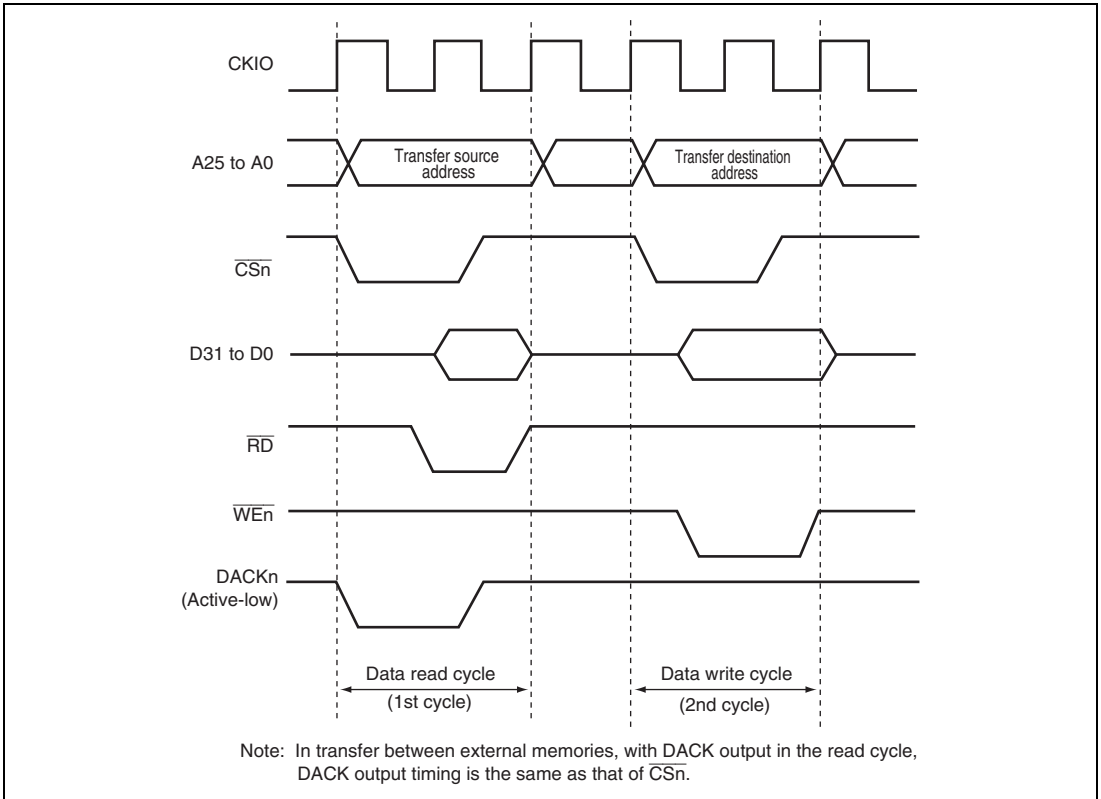 CKIO
A25 to A0
Transfer source
address
Transfer destination
address
CSn
D31 to D0
RD
WEn
DACKn
(Active-low)
Data read cycle
(1st cycle)
Data write cycle
(2nd cycle)
Note: In transfer between external memories, with DACK output in the read cycle,
DACK output timing is the same as that of CSn.